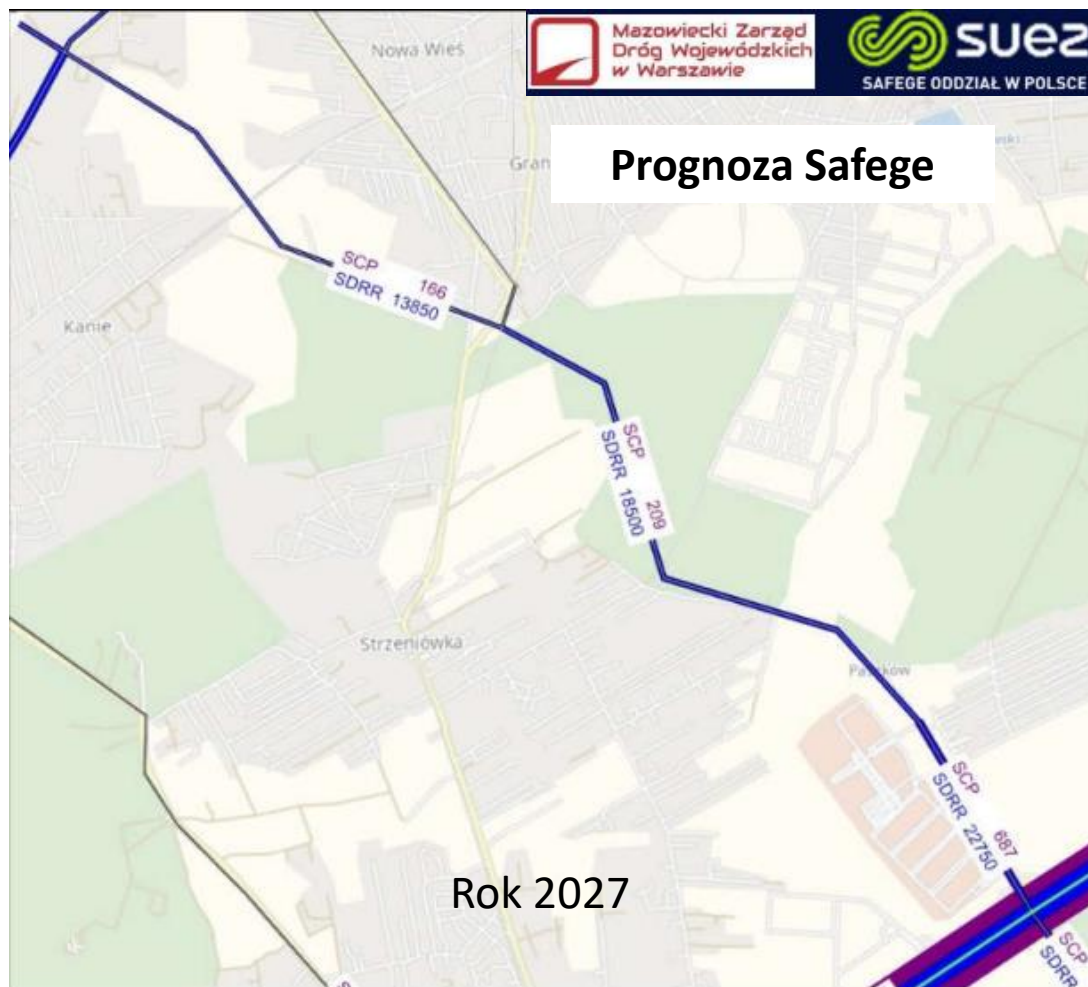 Mazowiecki Zarząd
Dróg Wojewódzkich
w Warszawie
suez
SAFEGE ODDZIAŁ W POLSCE
Nowa Wieś
Prognoza Safege
SCP 166
SDRR 13850
Kanie
SCP 209
SDRR 18500
Strzeniówka
SCP 687
SDRR 22750
Rok 2027
SCP
SDRR